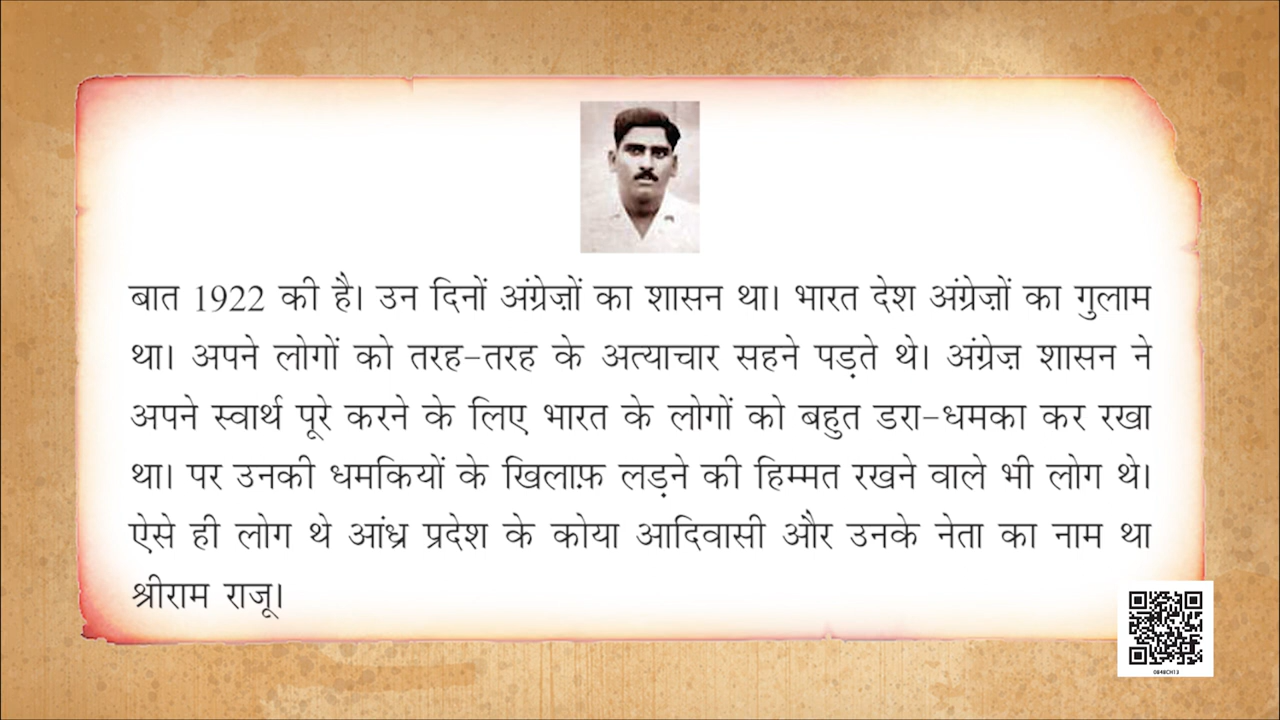 बात 1922 की है। उन दिनों अंग्रेज़ों का शासन था। भारत देश अंग्रेज़ों का गुलाम
था। अपने लोगों को तरह-तरह के अत्याचार सहने पड़ते थे। अंग्रेज़ शासन ने
अपने स्वार्थ पूरे करने के लिए भारत के लोगों को बहुत डरा-धमका कर रखा
था। पर उनकी धमकियों के खिलाफ़ लड़ने की हिम्मत रखने वाले भी लोग थे।
ऐसे ही लोग थे आंध्र प्रदेश के कोया आदिवासी और उनके नेता का नाम था
श्रीराम राजू।
0848CH13